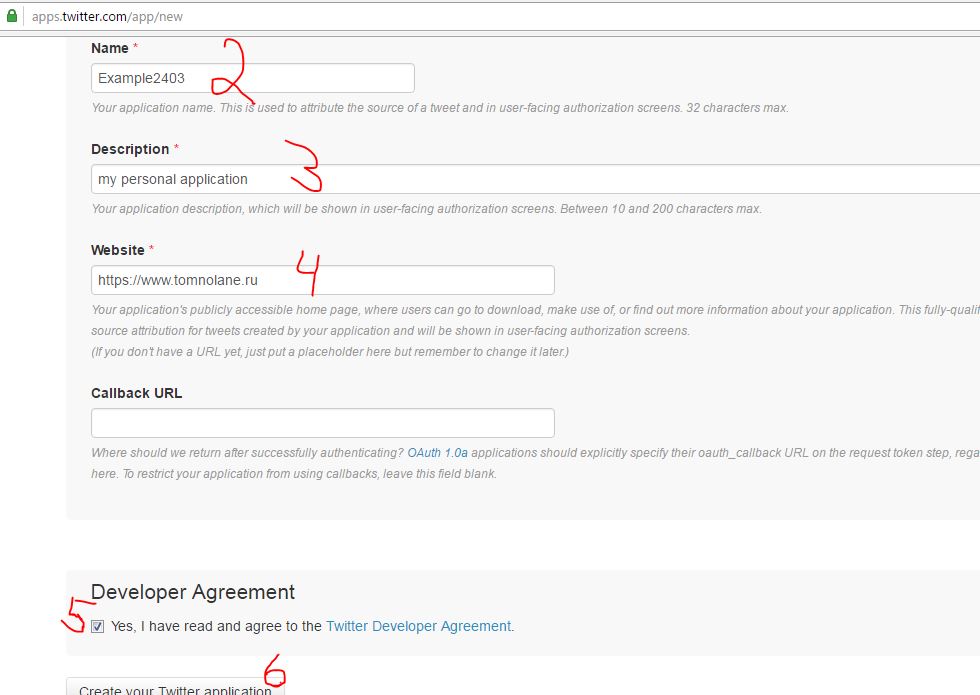 apps.twitter.com/app/new
Name *
2
Example2403
Your application name. This is used to attribute the source of a tweet and in user-facing authorization screens. 32 characters max.
Description *
3
my personal application
Your application description, which will be shown in user-facing authorization screens. Between 10 and 200 characters max.
Website *
4
https://www.tomnolane.ru
Your application's publicly accessible home page, where users can go to download, make use of, or find out more information about your application. This fully-qualif
source attribution for tweets created by your application and will be shown in user-facing authorization screens.
(If you don't have a URL yet, just put a placeholder here but remember to change it later.)
Callback URL
Where should we return after successfully authenticating? OAuth 1.0a applications should explicitly specify their oauth_callback URL on the request token step, rega
here. To restrict your application from using callbacks, leave this field blank.
Developer Agreement
5
Yes, I have read and agree to the Twitter Developer Agreement.
6
Create your Twitter application